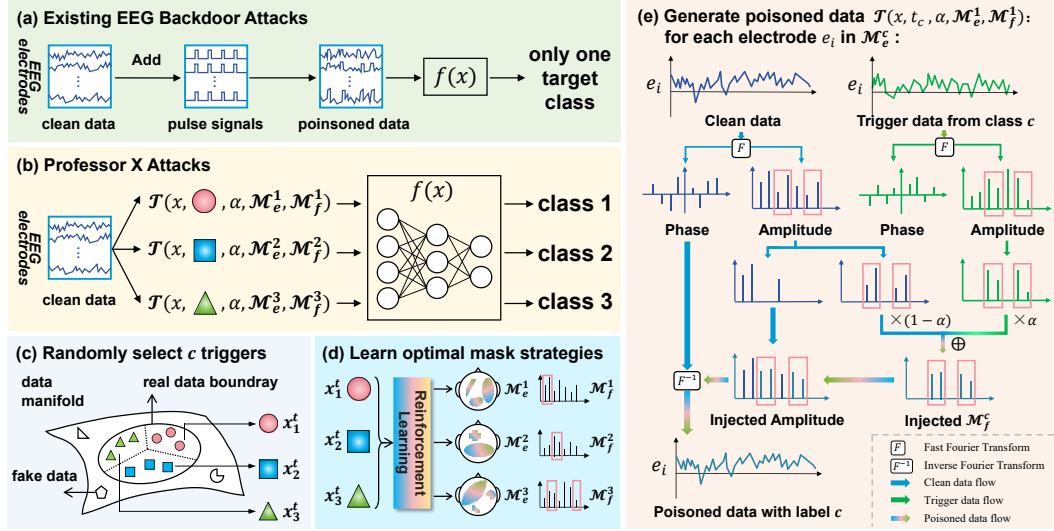 (a) Existing EEG Backdoor Attacks
EEG
electrodes
Add
f(x)
only one
target
class
clean data
pulse signals
poinsoned data
(b) Professor X Attacks
EEG
electrodes
clean data
𝒯(x, , α, ℳ_e^1, ℳ_f^1)
𝒯(x, , α, ℳ_e^2, ℳ_f^2)
𝒯(x, , α, ℳ_e^3, ℳ_f^3)
f(x)
class 1
class 2
class 3
(c) Randomly select c triggers
data
manifold
real data boundray
fake data
x_1^t
x_2^t
x_3^t
(d) Learn optimal mask strategies
x_1^t
x_2^t
x_3^t
Reinforcement
Learning
ℳ_e^1
ℳ_f^1
ℳ_e^2
ℳ_f^2
ℳ_e^3
ℳ_f^3
(e) Generate poisoned data 𝒯(x, t_c, α, ℳ_e^1, ℳ_f^1):
for each electrode e_i in ℳ_e^c :
e_i
e_i
Clean data
Trigger data from class c
F
F
Phase
Amplitude
Phase
Amplitude
×(1 − α)
×α
⊕
F^{-1}
Injected Amplitude
Injected ℳ_f^c
e_i
Poisoned data with label c
F
Fast Fourier Transform
F^{-1}
Inverse Fourier Transform
Clean data flow
Trigger data flow
Poisoned data flow